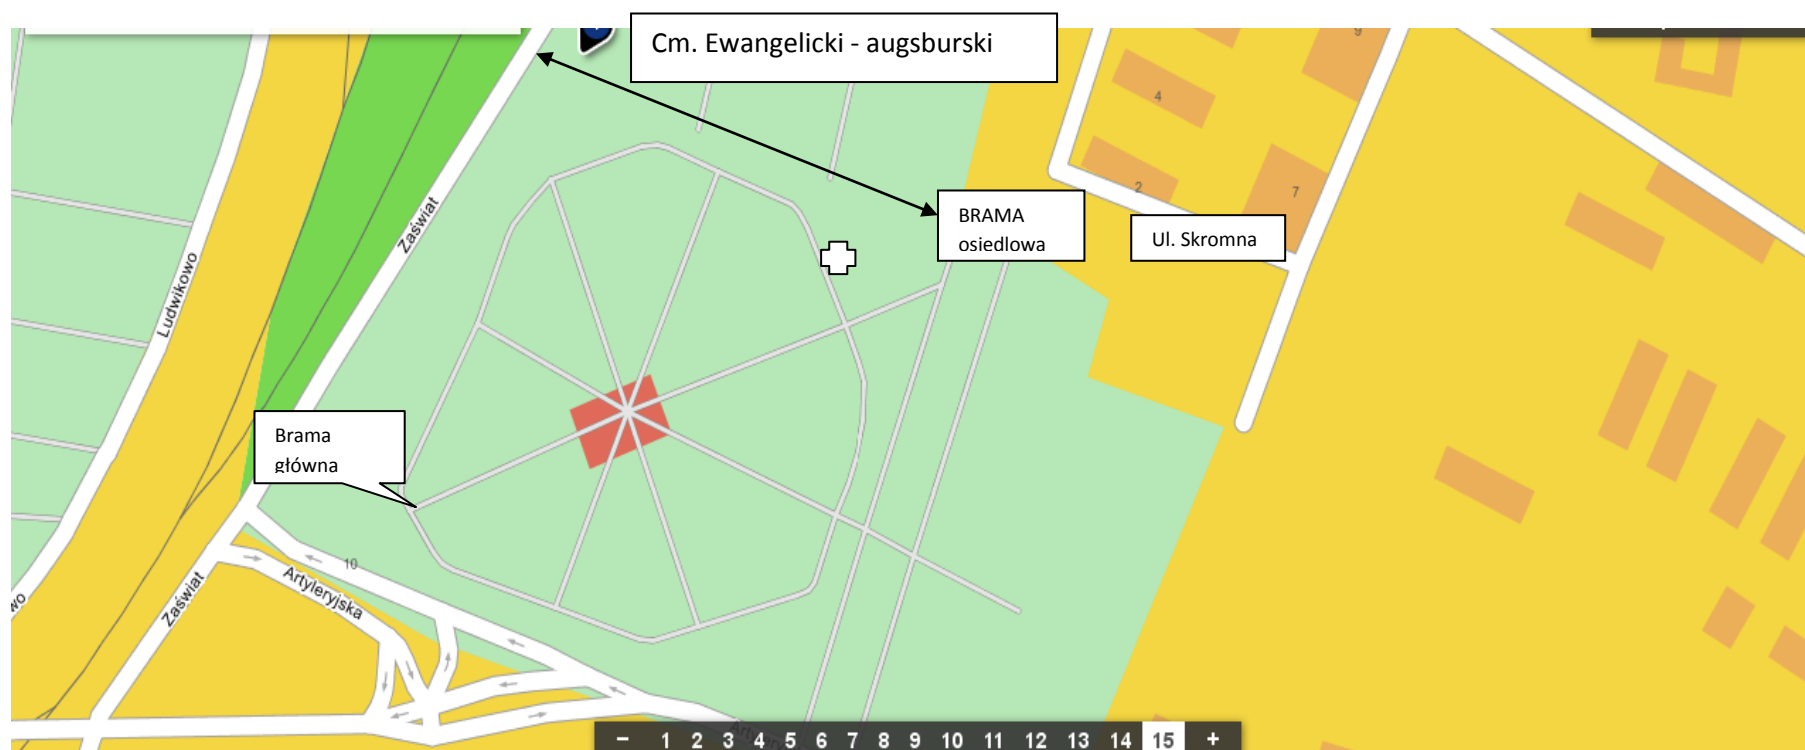 Cm. Ewangelicki - augsburski
9
4
2
7
BRAMA
osiedlowa
Ul. Skromna
Zaświat
Ludwikowo
Brama
główna
10
Artyleryjska
Zaświat
wo
− 1 2 3 4 5 6 7 8 9 10 11 12 13 14 15 +